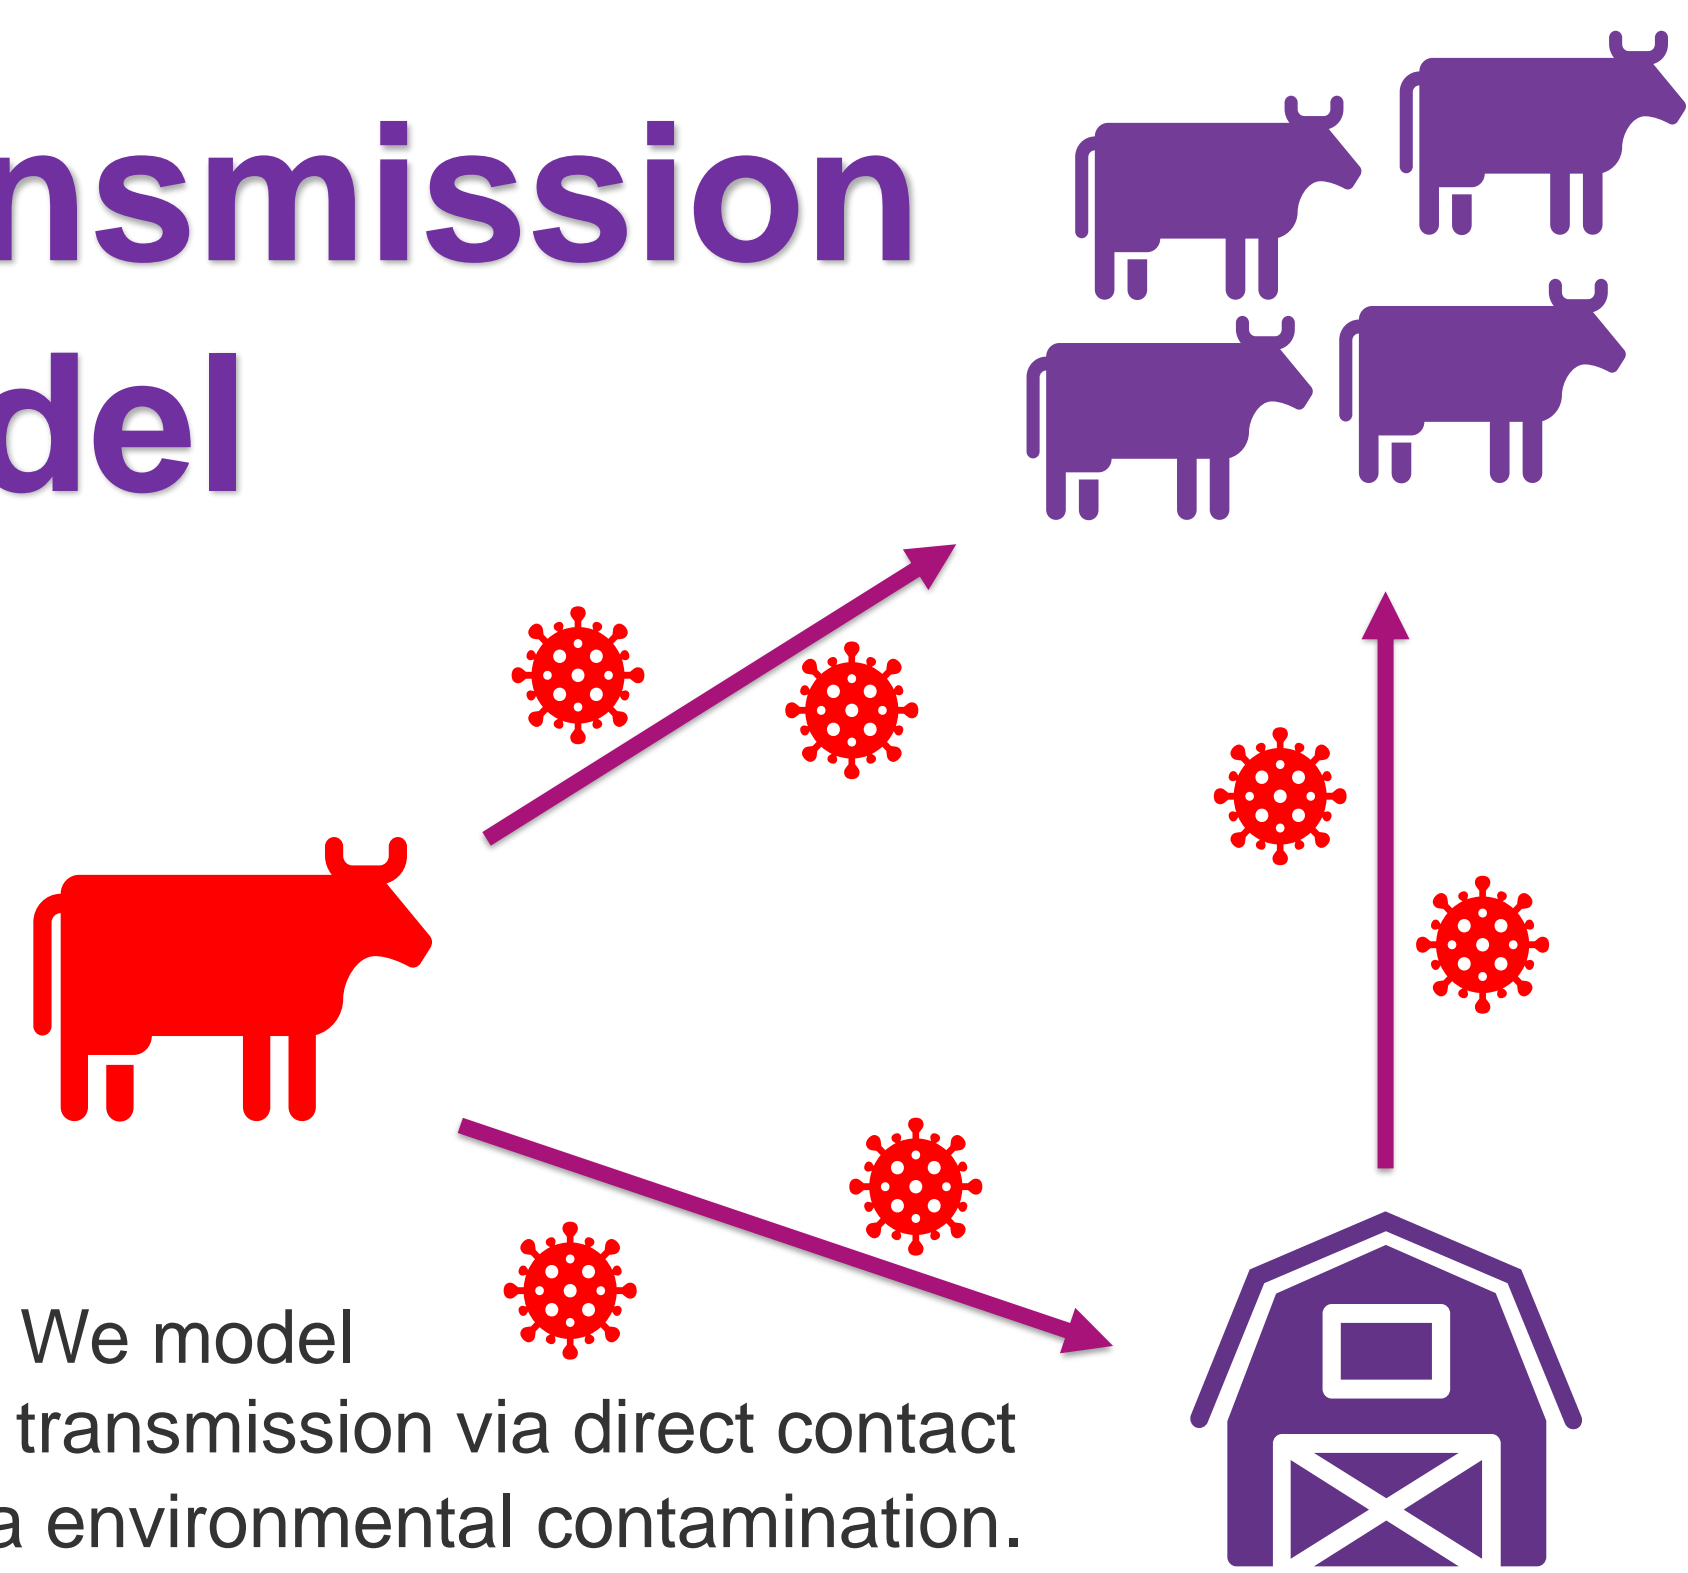 nsmission
del
We model
transmission via direct contact
a environmental contamination.